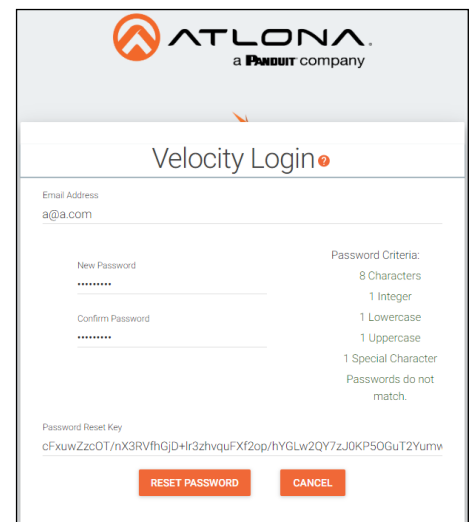 ATLONA.
a PANDUIT company
Velocity Login ?
Email Address
a@a.com
New Password
•••••••••
Confirm Password
•••••••••
Password Criteria:
8 Characters
1 Integer
1 Lowercase
1 Uppercase
1 Special Character
Passwords do not
match.
Password Reset Key
cFxuwZzcOT/nX3RVfhGjD+lr3zhvquFXf2op/hYGLw2QY7zJ0KP5OGuT2Yumw
RESET PASSWORD CANCEL